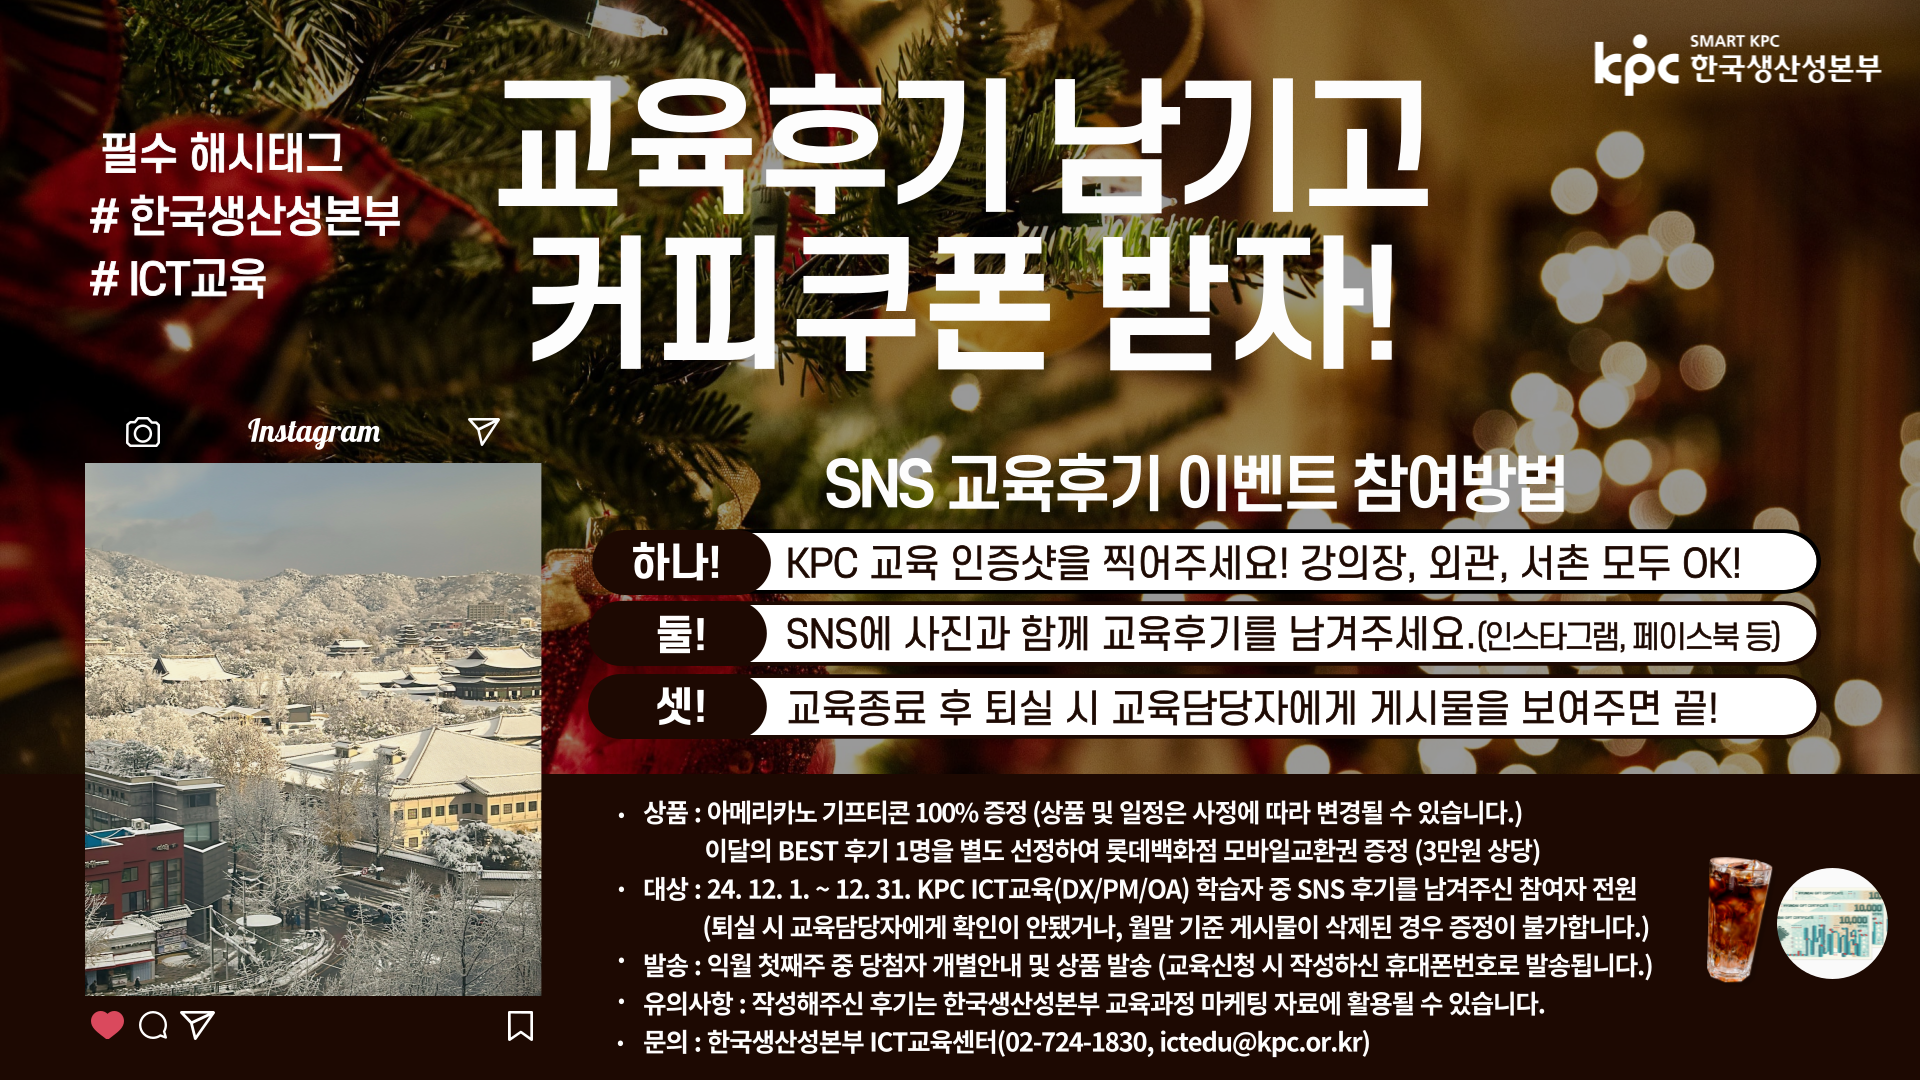 kpc SMART KPC
한국생산성본부
교육후기 남기고
커피쿠폰 받자!
필수 해시태그
# 한국생산성본부
# ICT교육
Instagram
SNS 교육후기 이벤트 참여방법
하나! KPC 교육 인증샷을 찍어주세요! 강의장, 외관, 서촌 모두 OK!
둘! SNS에 사진과 함께 교육후기를 남겨주세요.(인스타그램, 페이스북 등)
셋! 교육종료 후 퇴실 시 교육담당자에게 게시물을 보여주면 끝!
· 상품 : 아메리카노 기프티콘 100% 증정 (상품 및 일정은 사정에 따라 변경될 수 있습니다.)
이달의 BEST 후기 1명을 별도 선정하여 롯데백화점 모바일교환권 증정 (3만원 상당)
· 대상 : 24. 12. 1. ~ 12. 31. KPC ICT교육(DX/PM/OA) 학습자 중 SNS 후기를 남겨주신 참여자 전원
(퇴실 시 교육담당자에게 확인이 안됐거나, 월말 기준 게시물이 삭제된 경우 증정이 불가합니다.)
· 발송 : 익월 첫째주 중 당첨자 개별안내 및 상품 발송 (교육신청 시 작성하신 휴대폰번호로 발송됩니다.)
· 유의사항 : 작성해주신 후기는 한국생산성본부 교육과정 마케팅 자료에 활용될 수 있습니다.
· 문의 : 한국생산성본부 ICT교육센터(02-724-1830, ictedu@kpc.or.kr)
10,000
10,000